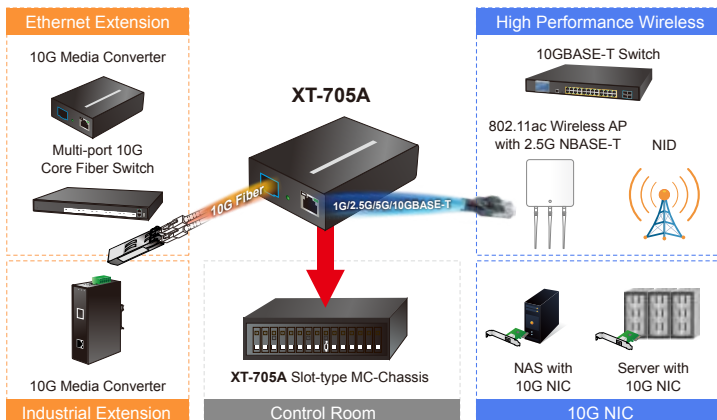 Ethernet Extension
10G Media Converter
Multi-port 10G
Core Fiber Switch
XT-705A
10G Fiber
1G/2.5G/5G/10GBASE-T
High Performance Wireless
10GBASE-T Switch
802.11ac Wireless AP
with 2.5G NBASE-T
NID
10G Media Converter
Industrial Extension
XT-705A Slot-type MC-Chassis
Control Room
NAS with
10G NIC
Server with
10G NIC
10G NIC